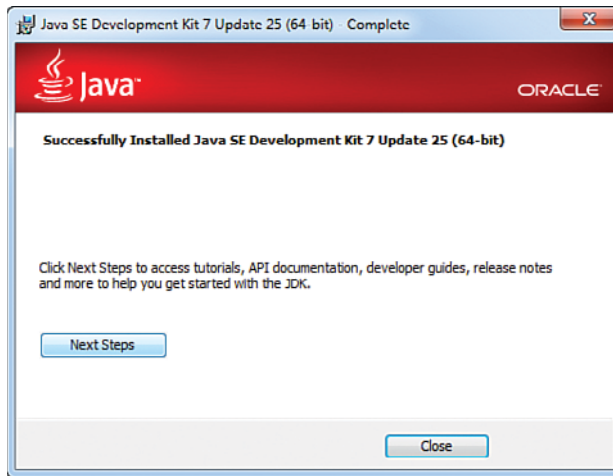 Java SE Development Kit 7 Update 25 (64-bit) - Complete
Java™
ORACLE
Successfully Installed Java SE Development Kit 7 Update 25 (64-bit)
Click Next Steps to access tutorials, API documentation, developer guides, release notes
and more to help you get started with the JDK.
Next Steps
Close